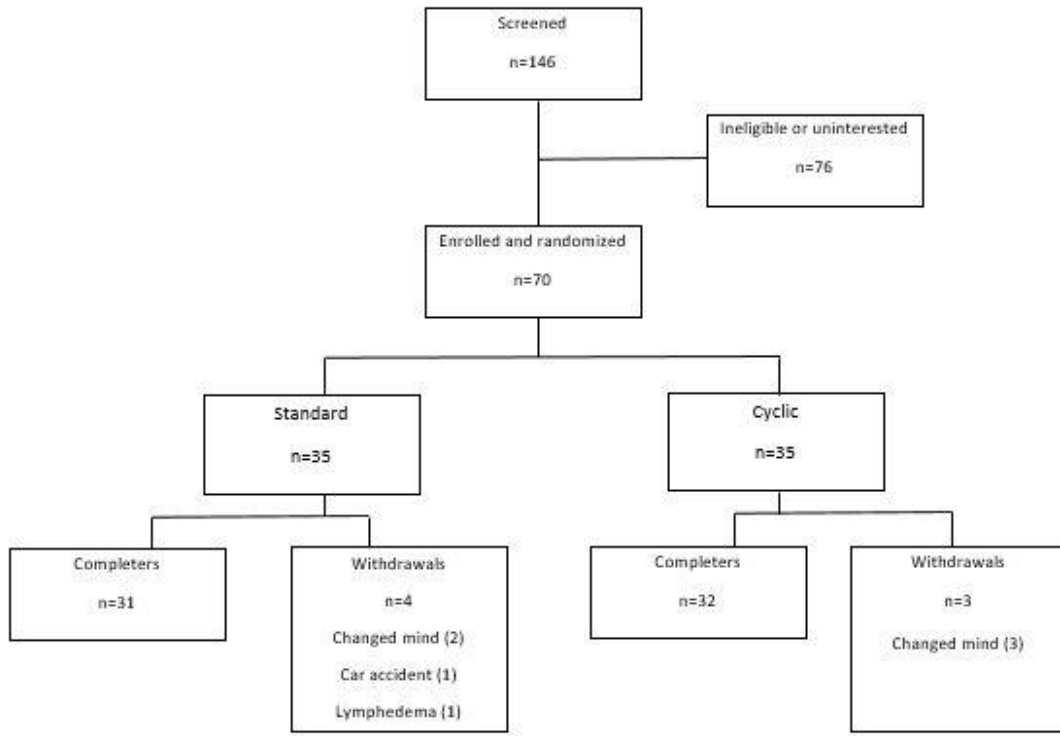 Screened
n=146
Ineligible or uninterested
n=76
Enrolled and randomized
n=70
Standard
n=35
Cyclic
n=35
Completers
n=31
Withdrawals
n=4
Changed mind (2)
Car accident (1)
Lymphedema (1)
Completers
n=32
Withdrawals
n=3
Changed mind (3)